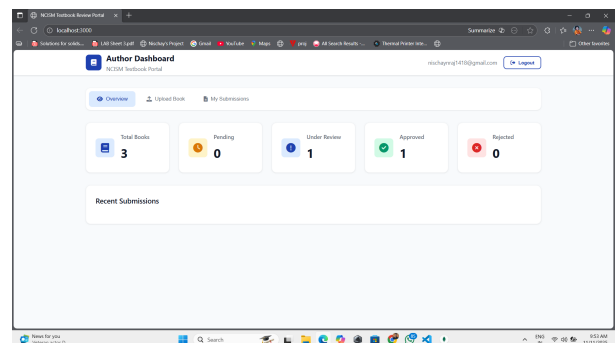 NCISM Textbook Review Portal
localhost:3000
Summarize
Solutions for solids...
LAB Sheet 3.pdf
Nischay's Project
Gmail
YouTube
Maps
proj
All Search Results -...
Thermal Printer Inte...
Other favorites
Author Dashboard
NCISM Textbook Portal
nischaynraj1418@gmail.com
Logout
Overview
Upload Book
My Submissions
Total Books
3
Pending
0
Under Review
1
Approved
1
Rejected
0
Recent Submissions
News for you
Search
ENG
IN
9:53 AM